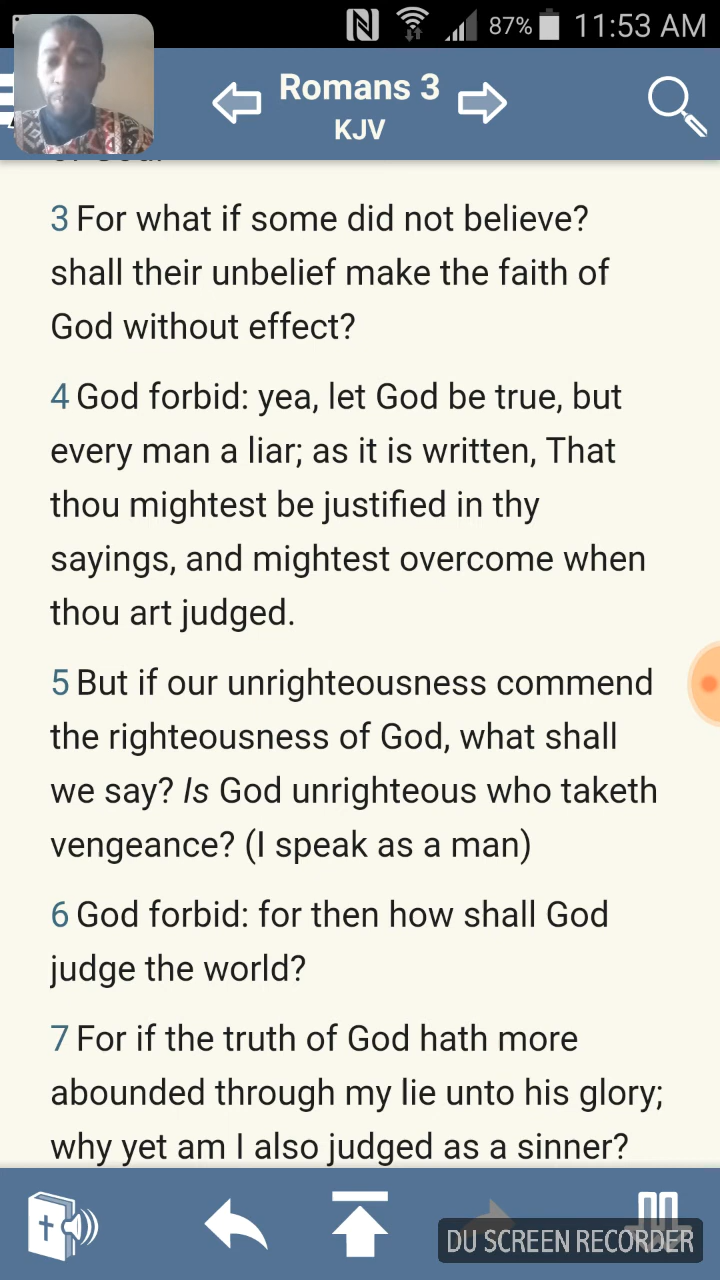 87% 11:53 AM
Romans 3
KJV
of God.
3 For what if some did not believe?
shall their unbelief make the faith of
God without effect?
4 God forbid: yea, let God be true, but
every man a liar; as it is written, That
thou mightest be justified in thy
sayings, and mightest overcome when
thou art judged.
5 But if our unrighteousness commend
the righteousness of God, what shall
we say? Is God unrighteous who taketh
vengeance? (I speak as a man)
6 God forbid: for then how shall God
judge the world?
7 For if the truth of God hath more
abounded through my lie unto his glory;
why yet am I also judged as a sinner?
DU SCREEN RECORDER